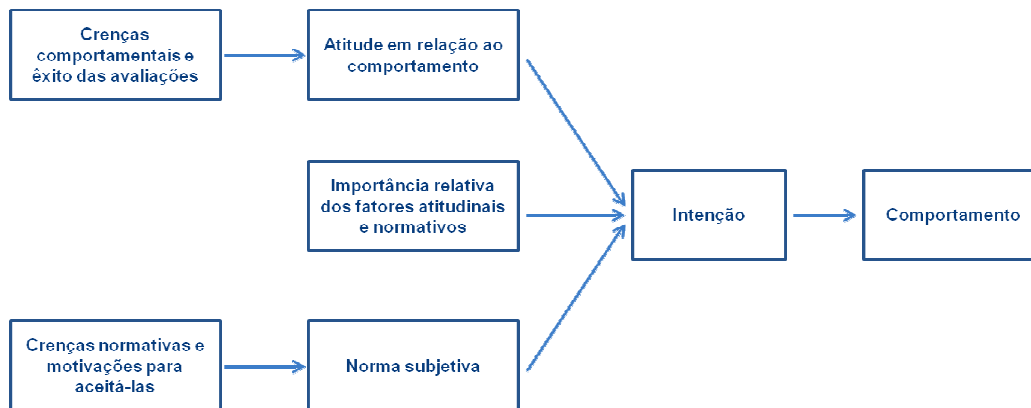 Crenças
comportamentais e
êxito das avaliações
Atitude em relação ao
comportamento
Importância relativa
dos fatores atitudinais
e normativos
Intenção
Comportamento
Crenças normativas e
motivações para
aceitá-las
Norma subjetiva